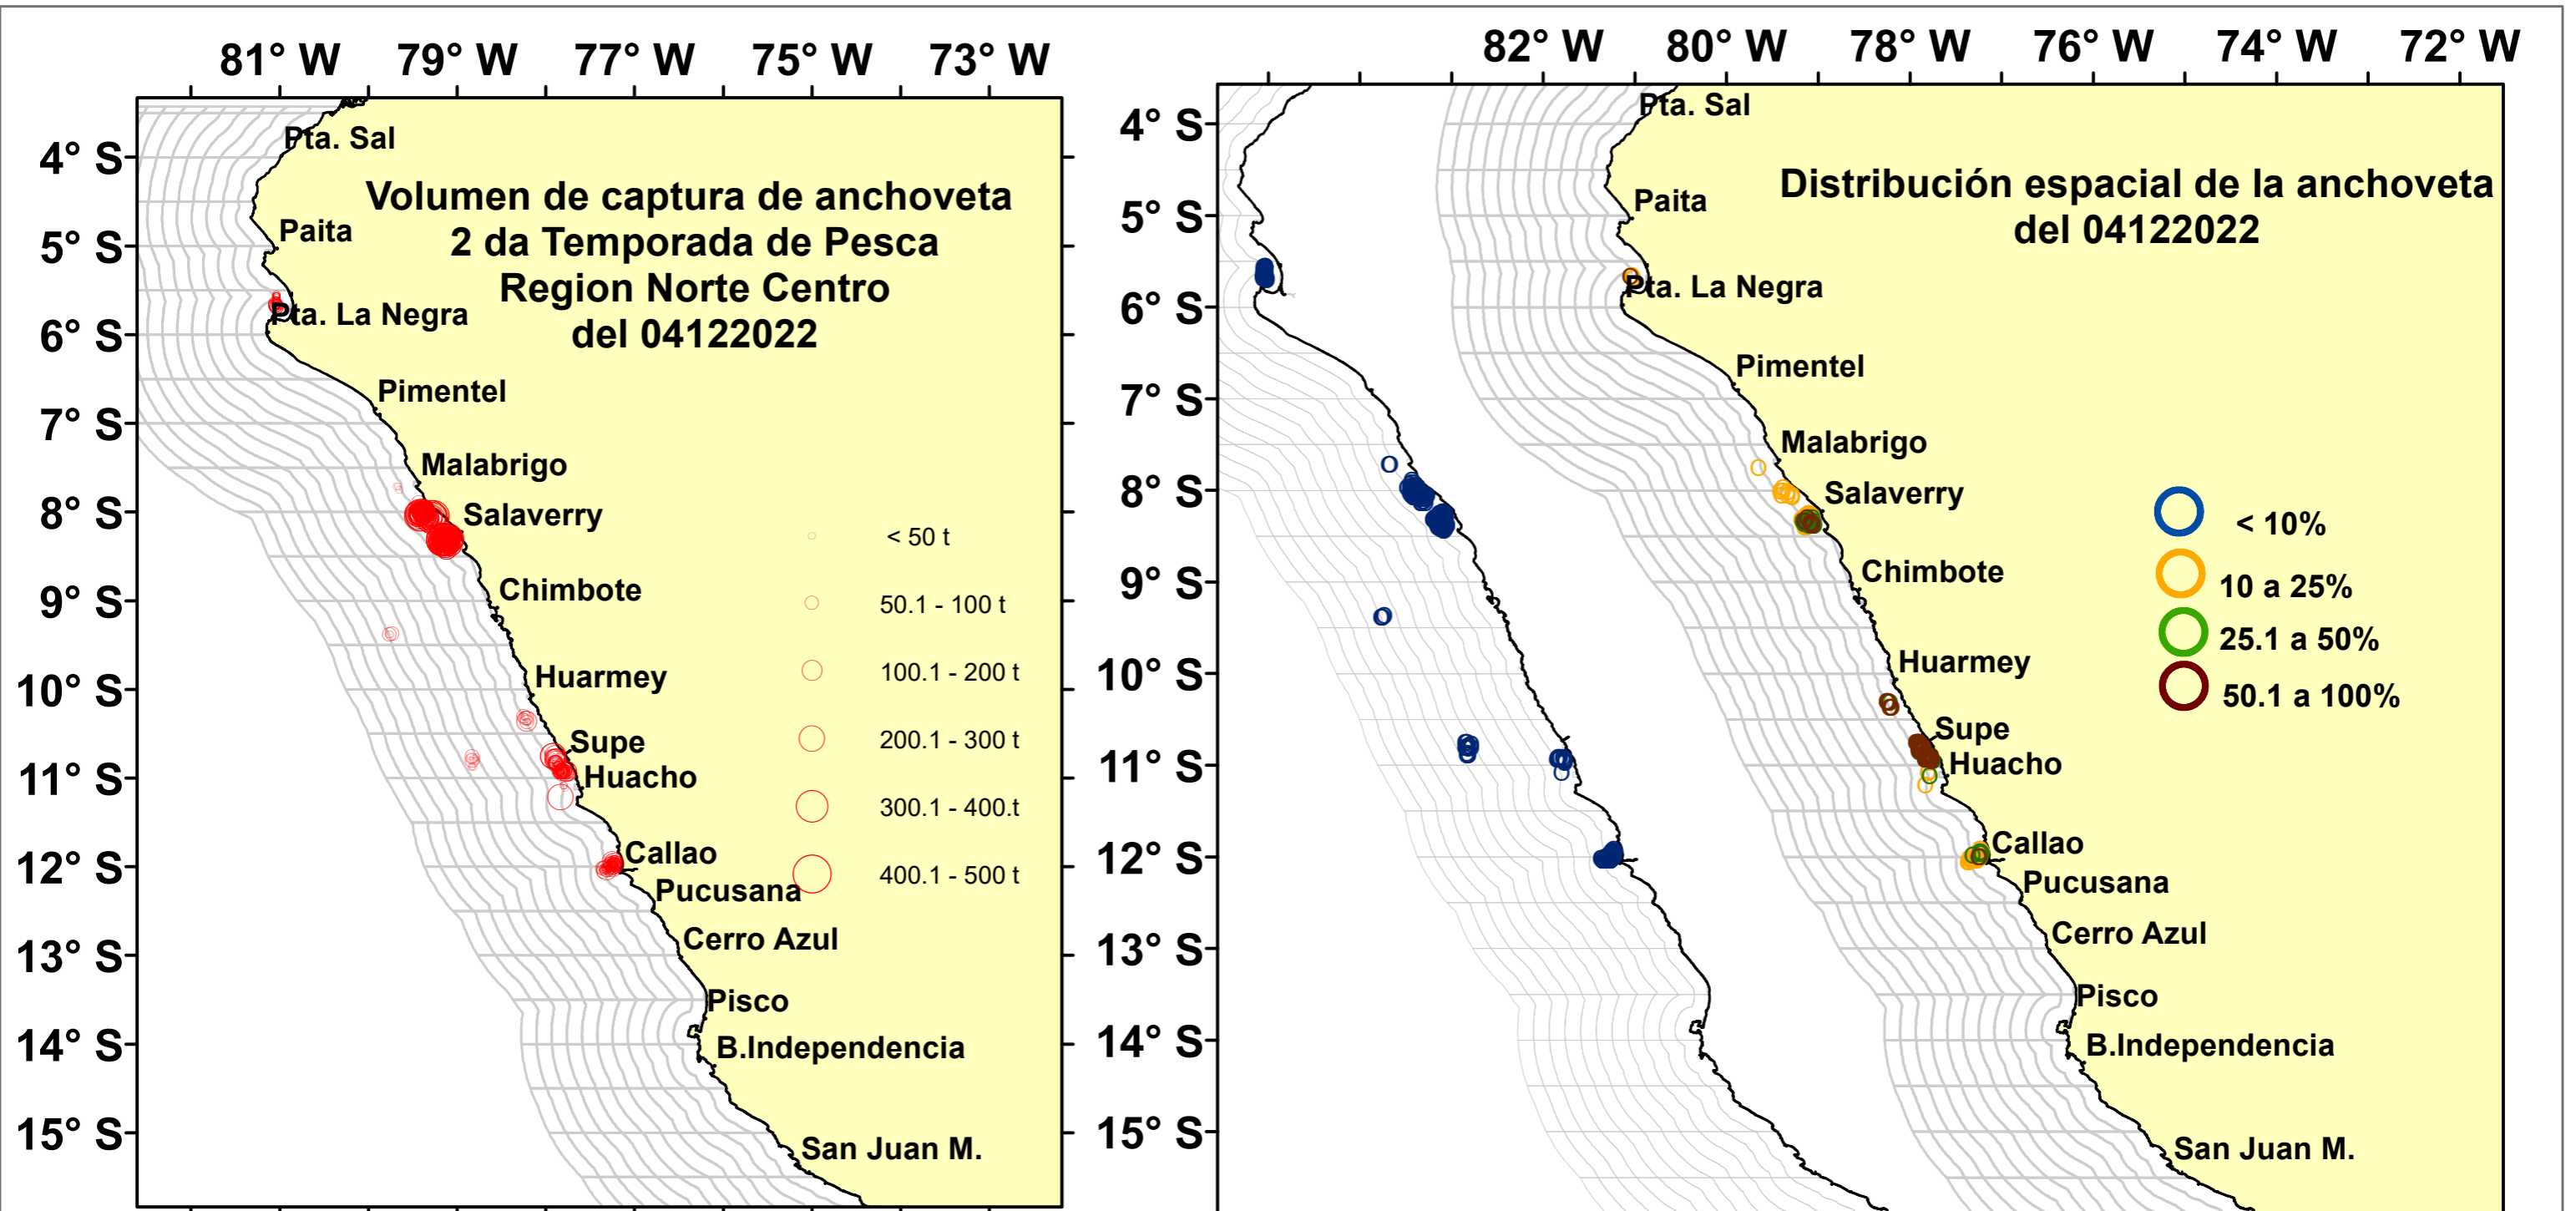 81° W 79° W 77° W 75° W 73° W
4° S
5° S
6° S
7° S
8° S
9° S
10° S
11° S
12° S
13° S
14° S
15° S
Volumen de captura de anchoveta
2 da Temporada de Pesca
Region Norte Centro
del 04122022
Pta. Sal
Paita
Pta. La Negra
Pimentel
Malabrigo
Salaverry
Chimbote
Huarmey
Supe
Huacho
Callao
Pucusana
Cerro Azul
Pisco
B.Independencia
San Juan M.
< 50 t
50.1 - 100 t
100.1 - 200 t
200.1 - 300 t
300.1 - 400.t
400.1 - 500 t
82° W 80° W 78° W 76° W 74° W 72° W
4° S
5° S
6° S
7° S
8° S
9° S
10° S
11° S
12° S
13° S
14° S
15° S
Distribución espacial de la anchoveta
del 04122022
Pta. Sal
Paita
Pta. La Negra
Pimentel
Malabrigo
Salaverry
Chimbote
Huarmey
Supe
Huacho
Callao
Pucusana
Cerro Azul
Pisco
B.Independencia
San Juan M.
< 10%
10 a 25%
25.1 a 50%
50.1 a 100%